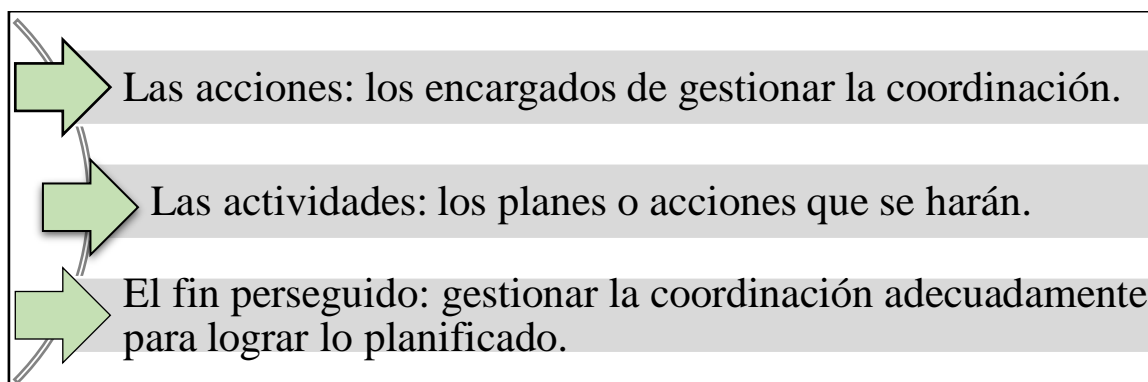 Las acciones: los encargados de gestionar la coordinación.
Las actividades: los planes o acciones que se harán.
El fin perseguido: gestionar la coordinación adecuadamente
para lograr lo planificado.